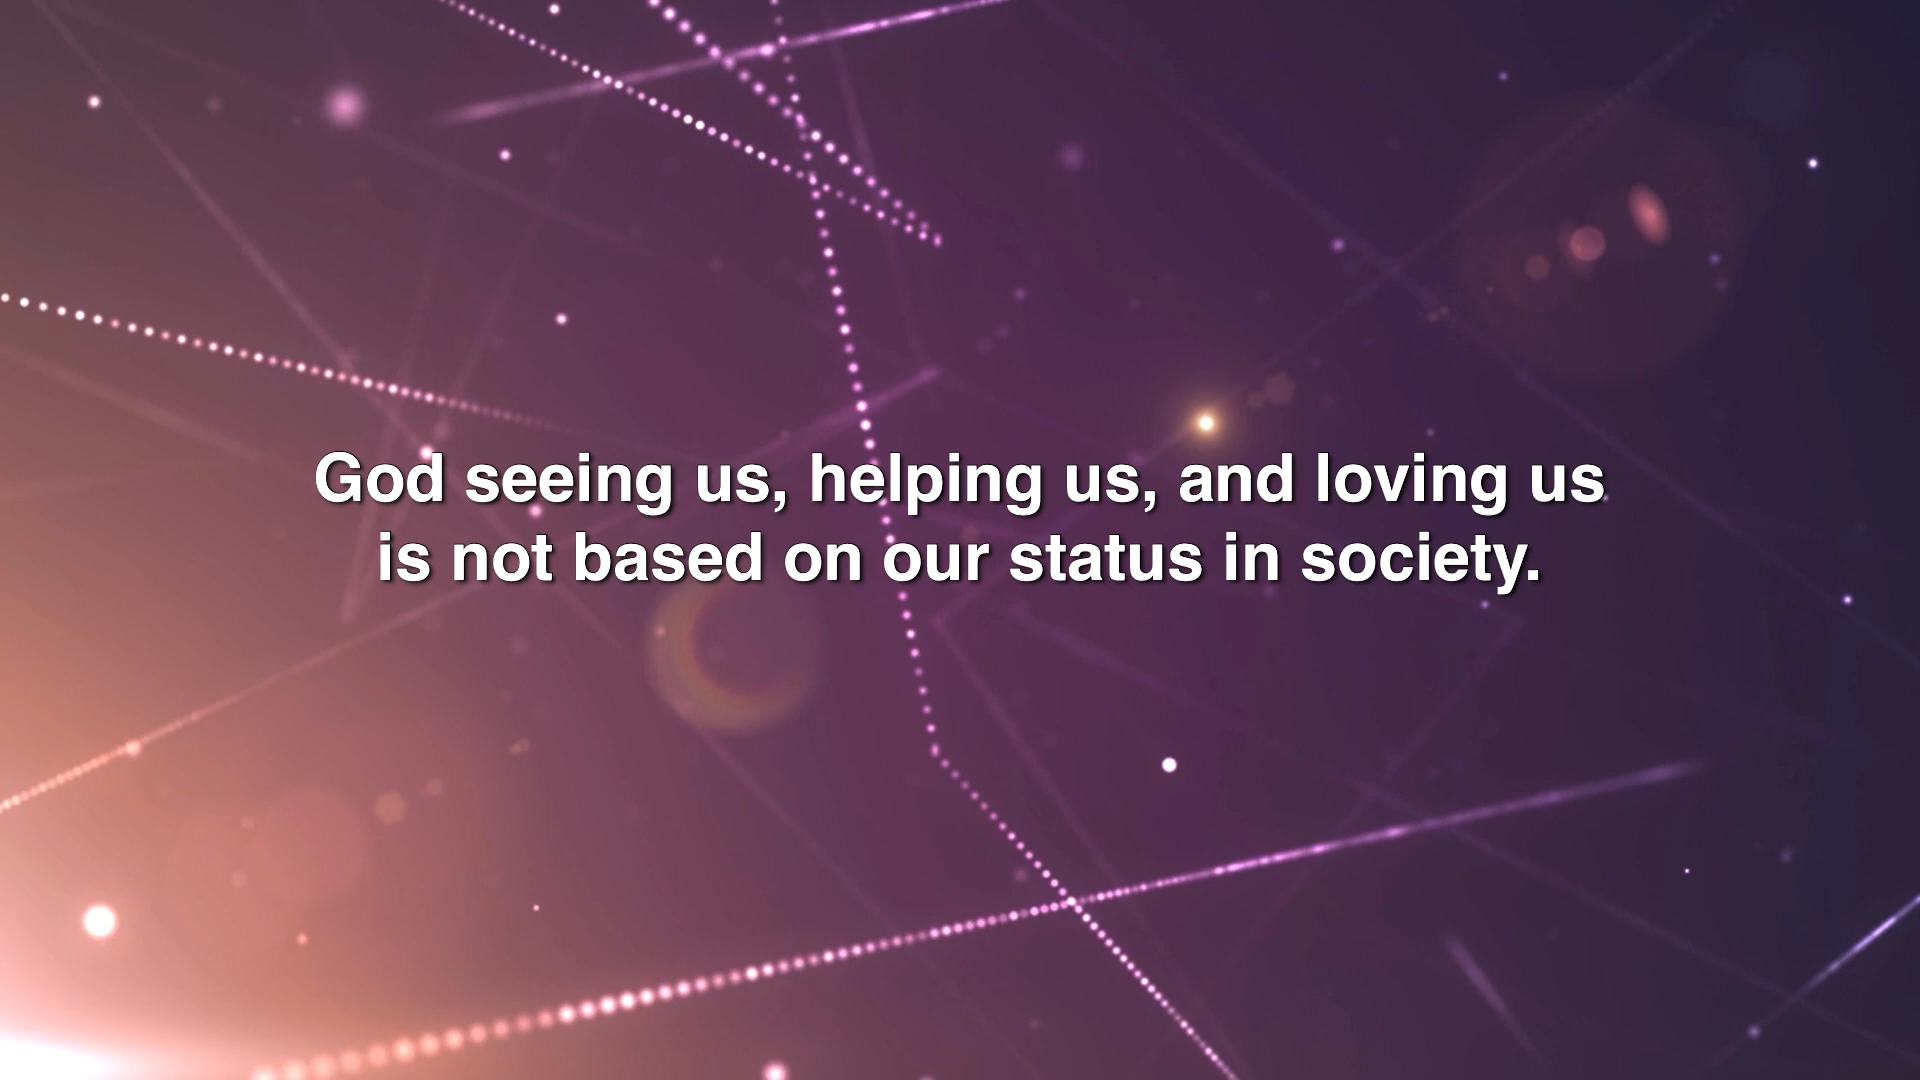 God seeing us, helping us, and loving us
is not based on our status in society.